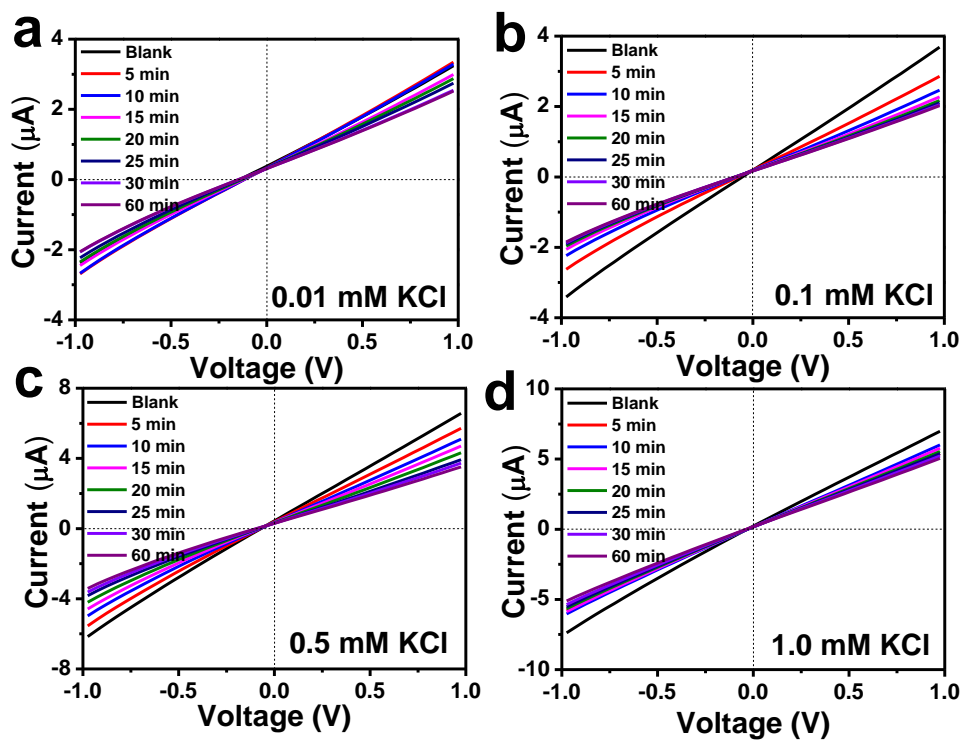 a
4
2
0
-2
-4
Current (μA)
Blank
5 min
10 min
15 min
20 min
25 min
30 min
60 min
0.01 mM KCl
-1.0 -0.5 0.0 0.5 1.0
Voltage (V)
b
4
2
0
-2
-4
Current (μA)
Blank
5 min
10 min
15 min
20 min
25 min
30 min
60 min
0.1 mM KCl
-1.0 -0.5 0.0 0.5 1.0
Voltage (V)
c
8
4
0
-4
-8
Current (μA)
Blank
5 min
10 min
15 min
20 min
25 min
30 min
60 min
0.5 mM KCl
-1.0 -0.5 0.0 0.5 1.0
Voltage (V)
d
10
5
0
-5
-10
Current (μA)
Blank
5 min
10 min
15 min
20 min
25 min
30 min
60 min
1.0 mM KCl
-1.0 -0.5 0.0 0.5 1.0
Voltage (V)